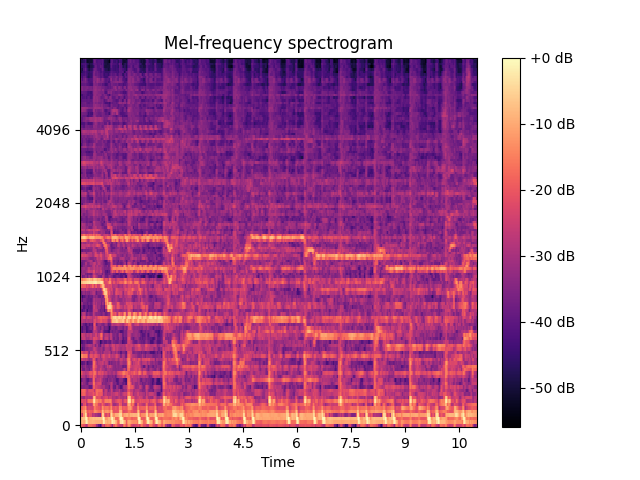 Mel-frequency spectrogram
+0 dB
-10 dB
-20 dB
-30 dB
-40 dB
-50 dB
Hz
4096
2048
1024
512
0
0 1.5 3 4.5 6 7.5 9 10
Time